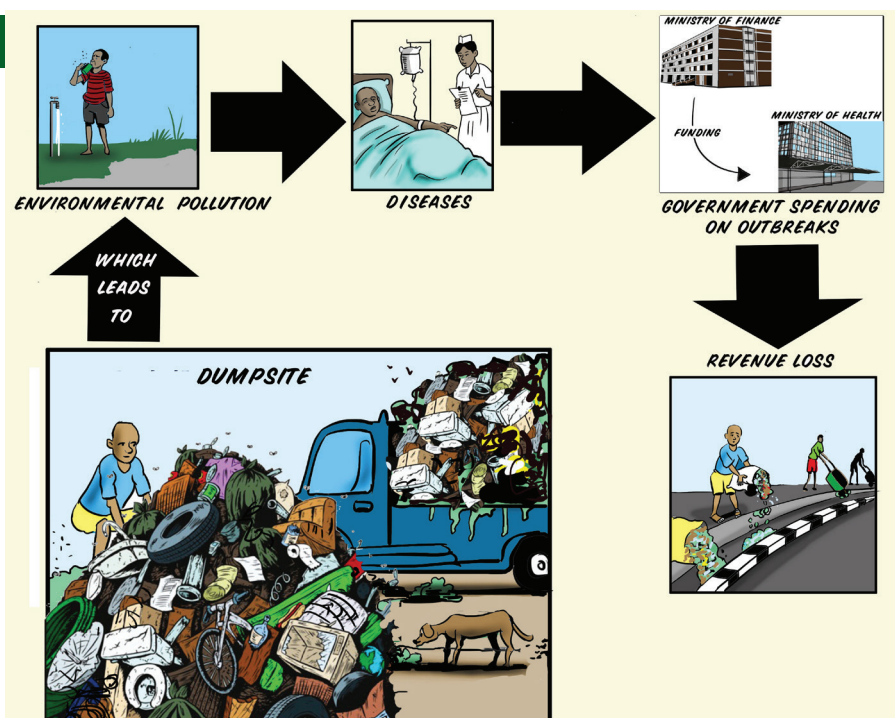 MINISTRY OF FINANCE
FUNDING
MINISTRY OF HEALTH
ENVIRONMENTAL POLLUTION
DISEASES
GOVERNMENT SPENDING
ON OUTBREAKS
WHICH
LEADS
TO
REVENUE LOSS
DUMPSITE